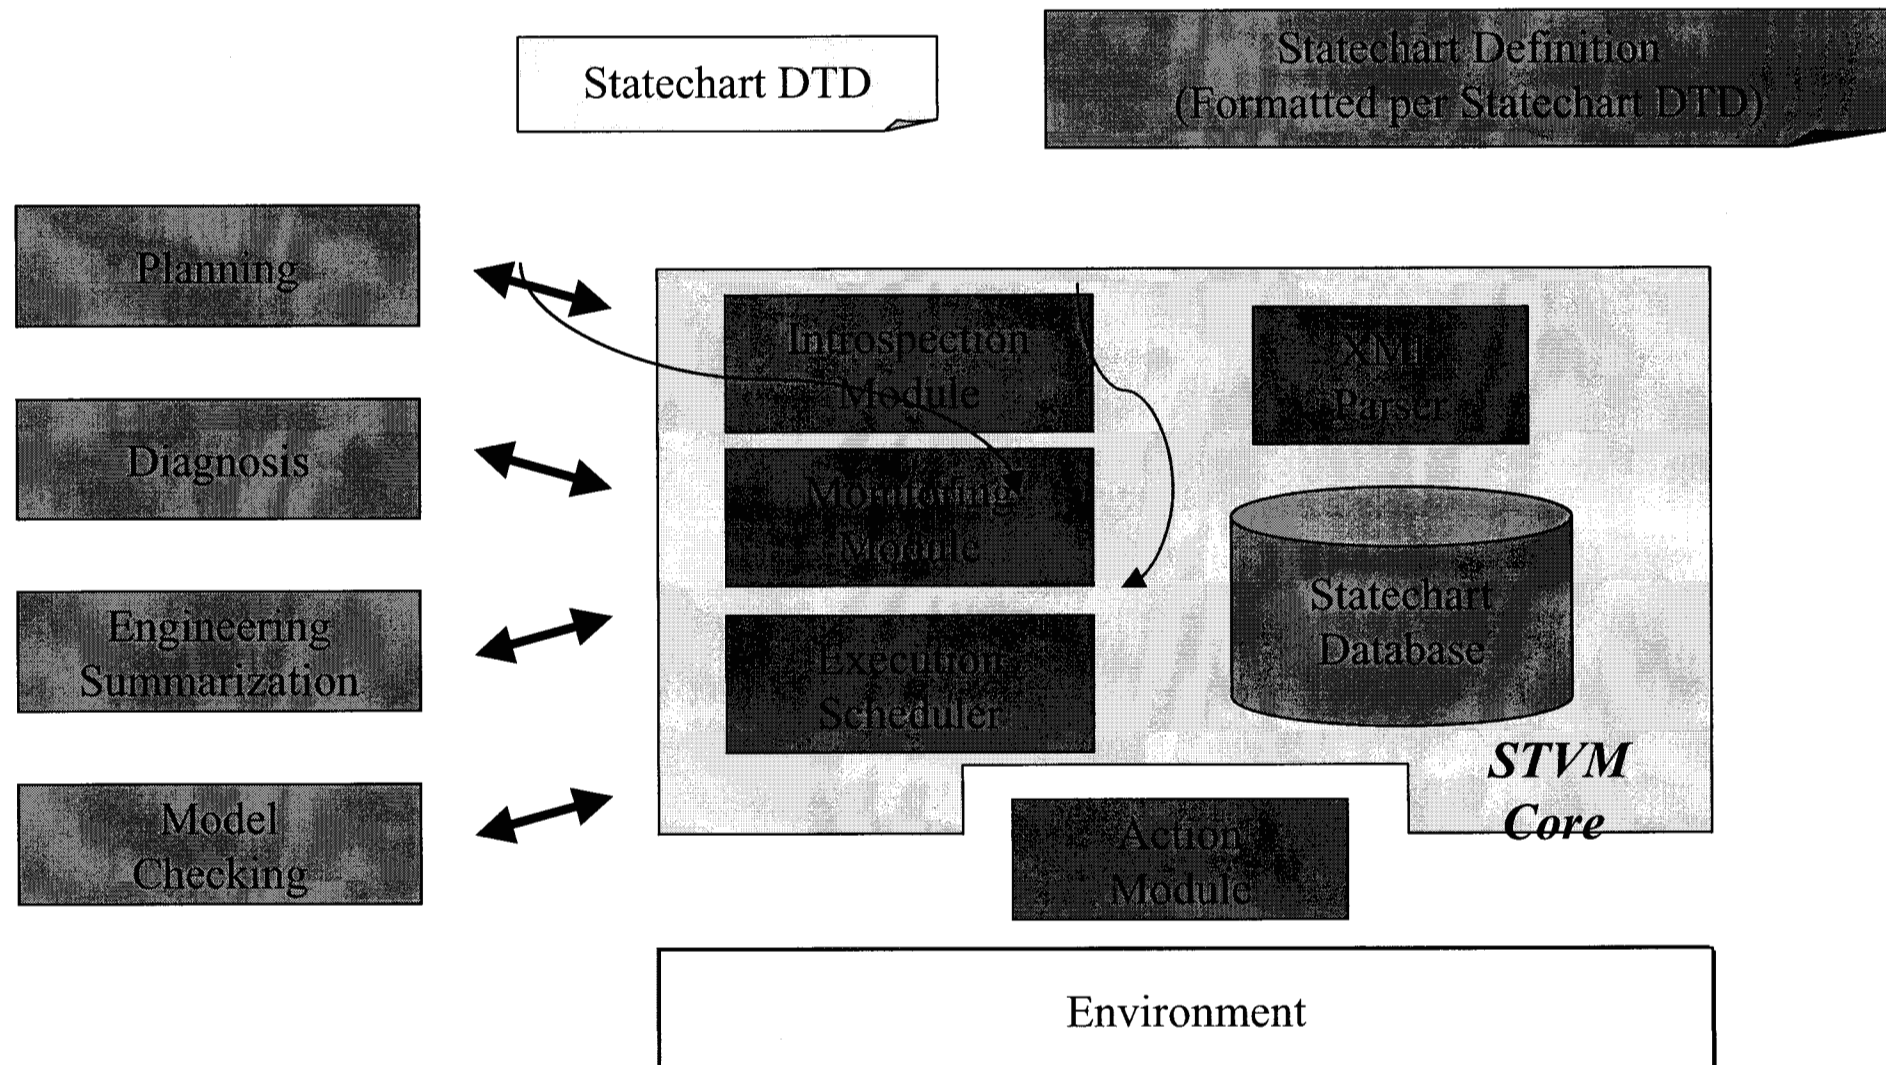 Statechart DTD
Statechart Definition
(Formatted per Statechart DTD)
Planning
Diagnosis
Engineering
Summarization
Model
Checking
Introspection
Module
Monitoring
Module
Execution
Scheduler
XML
Parser
Statechart
Database
STVM
Core
Action
Module
Environment